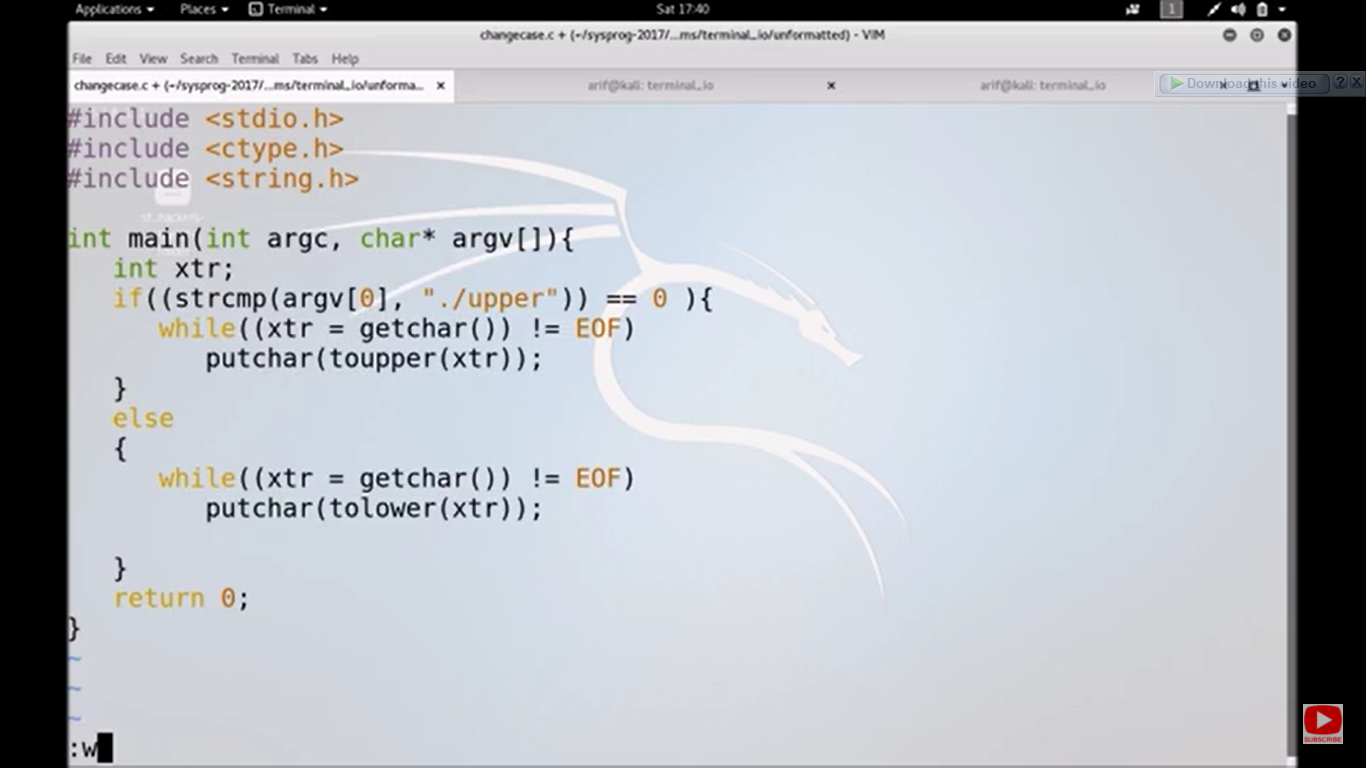 Applications Places Terminal Sat 17:40 1
changecase.c + (~/sysprog-2017/...ms/terminal_io/unformatted) - VIM
File Edit View Search Terminal Tabs Help
changecase.c + (~/sysprog-2017/...ms/terminal_io/unforma... × arif@kali: terminal_io × arif@kali: terminal_io Download this video ? X
#include <stdio.h>
#include <ctype.h>
#include <string.h>
int main(int argc, char* argv[]){
int xtr;
if((strcmp(argv[0], "./upper")) == 0 ){
while((xtr = getchar()) != EOF)
putchar(toupper(xtr));
}
else
{
while((xtr = getchar()) != EOF)
putchar(tolower(xtr));
}
return 0;
}
~
~
~
:w
SUBSCRIBE